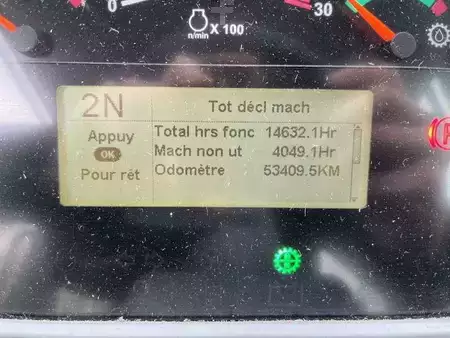 0
30
n/min X 100
2N
Tot décl mach
Appuy
OK
Pour rét
Total hrs fonc 14632.1Hr
Mach non ut 4049.1Hr
Odomètre 53409.5KM